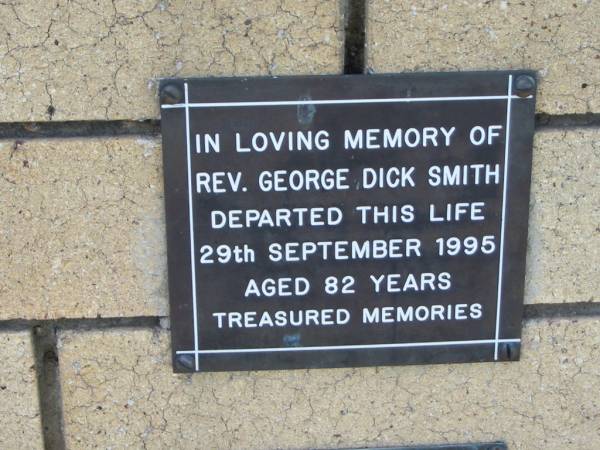 IN LOVING MEMORY OF
REV. GEORGE DICK SMITH
DEPARTED THIS LIFE
29th SEPTEMBER 1995
AGED 82 YEARS
TREASURED MEMORIES